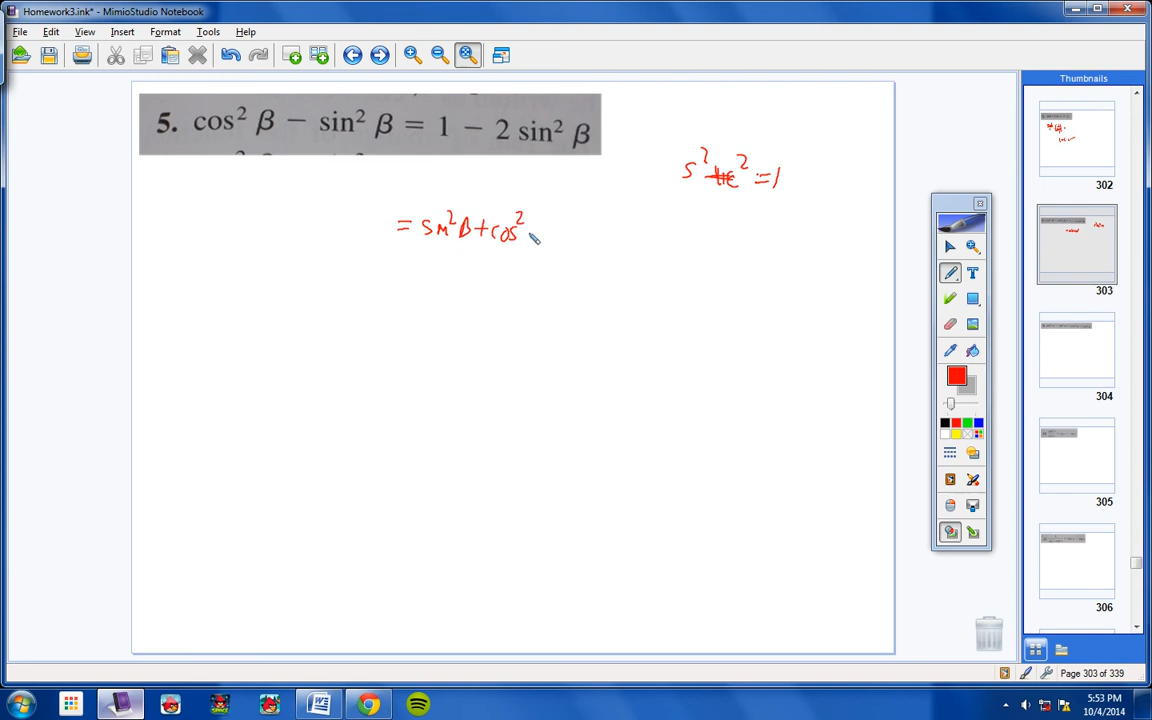 Homework3.ink* - MimioStudio Notebook
File Edit View Insert Format Tools Help
Thumbnails
5. cos² β − sin² β = 1 − 2 sin² β
s² + c² = 1
= sin²β + cos²
302
303
304
305
306
Page 303 of 339
5:53 PM
10/4/2014